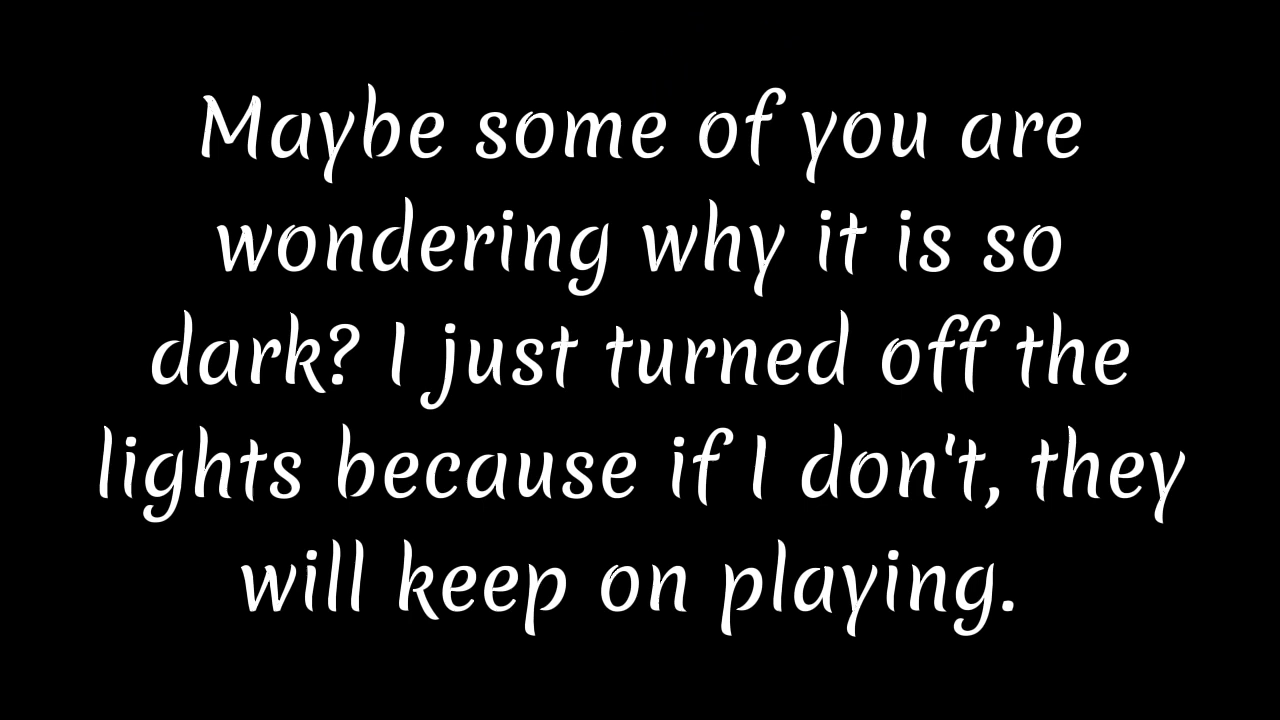 Maybe some of you are
wondering why it is so
dark? I just turned off the
lights because if I don't, they
will keep on playing.